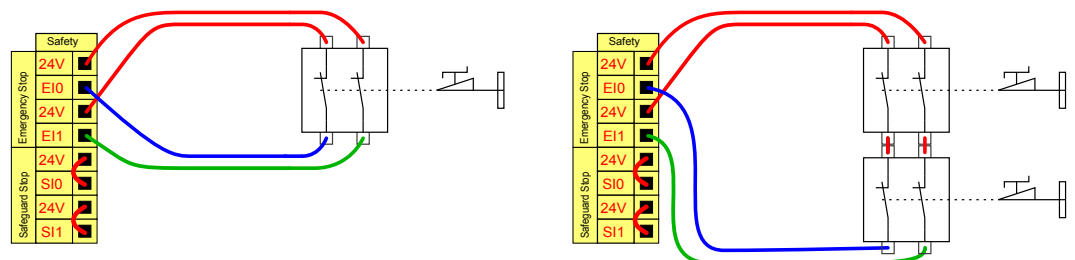 Safety
Emergency Stop
24V
EI0
24V
EI1
Safeguard Stop
24V
SI0
24V
SI1
Safety
Emergency Stop
24V
EI0
24V
EI1
Safeguard Stop
24V
SI0
24V
SI1